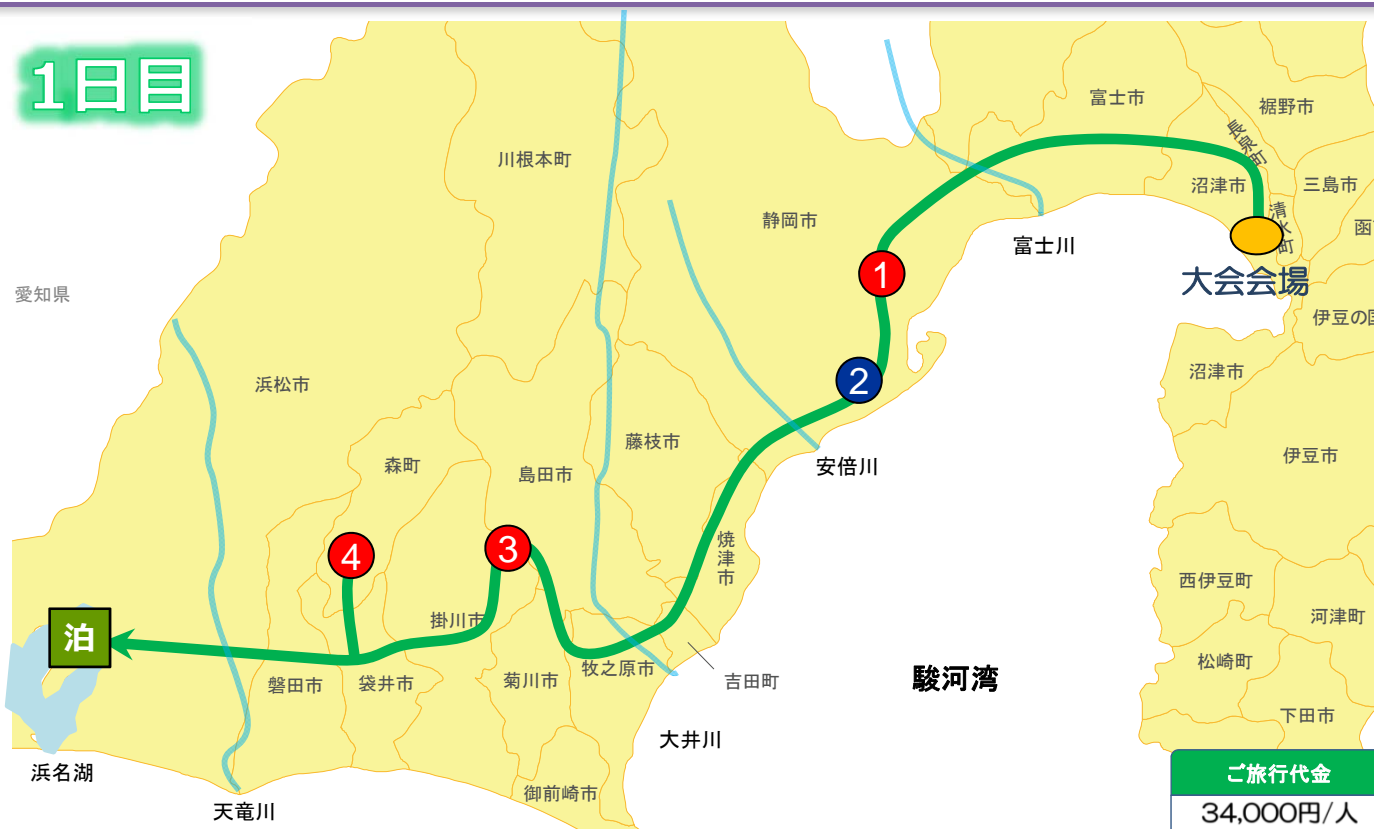 1日目
富士市
裾野市
長泉町
川根本町
沼津市
三島市
清水町
静岡市
函
富士川
1
大会会場
愛知県
伊豆の国
浜松市
2
沼津市
藤枝市
伊豆市
森町
島田市
安倍川
焼津市
3
4
西伊豆町
河津町
掛川市
泊
松崎町
牧之原市
磐田市
袋井市
菊川市
吉田町
駿河湾
下田市
大井川
浜名湖
御前崎市
天竜川
ご旅行代金
34,000円/人